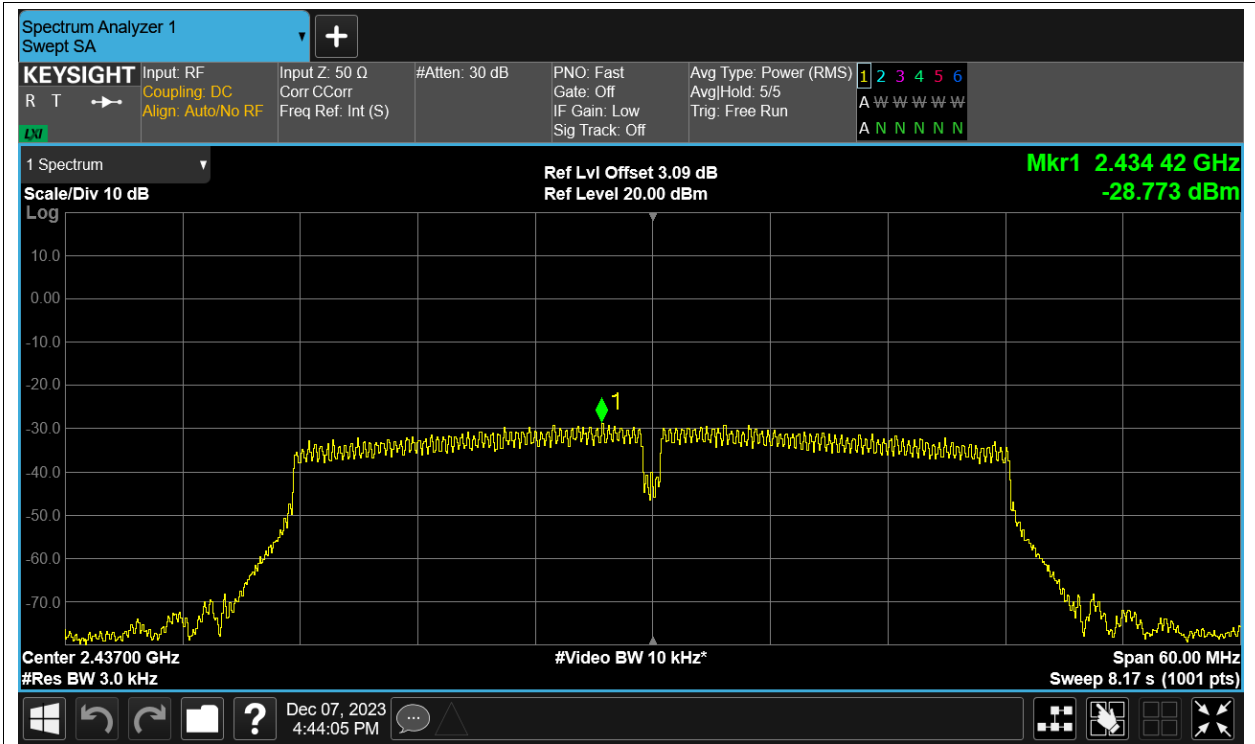 Spectrum Analyzer 1
Swept SA
KEYSIGHT
R T
LXI
Input: RF
Coupling: DC
Align: Auto/No RF
Input Z: 50 Ω
Corr CCorr
Freq Ref: Int (S)
#Atten: 30 dB
PNO: Fast
Gate: Off
IF Gain: Low
Sig Track: Off
Avg Type: Power (RMS)
Avg|Hold: 5/5
Trig: Free Run
1 2 3 4 5 6
A W W W W W
A N N N N N
1 Spectrum
Scale/Div 10 dB
Log
Ref Lvl Offset 3.09 dB
Ref Level 20.00 dBm
Mkr1 2.434 42 GHz
-28.773 dBm
10.0
0.00
-10.0
-20.0
1
-30.0
-40.0
-50.0
-60.0
-70.0
Center 2.43700 GHz
#Res BW 3.0 kHz
#Video BW 10 kHz*
Span 60.00 MHz
Sweep 8.17 s (1001 pts)
?
Dec 07, 2023
4:44:05 PM